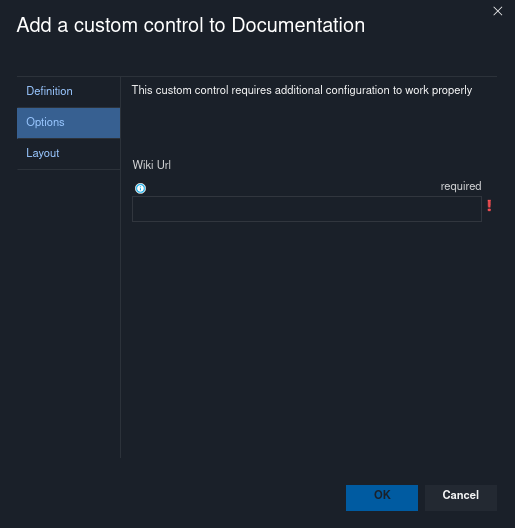 Add a custom control to Documentation
Definition
Options
Layout
This custom control requires additional configuration to work properly
Wiki Url
required
!
OK
Cancel